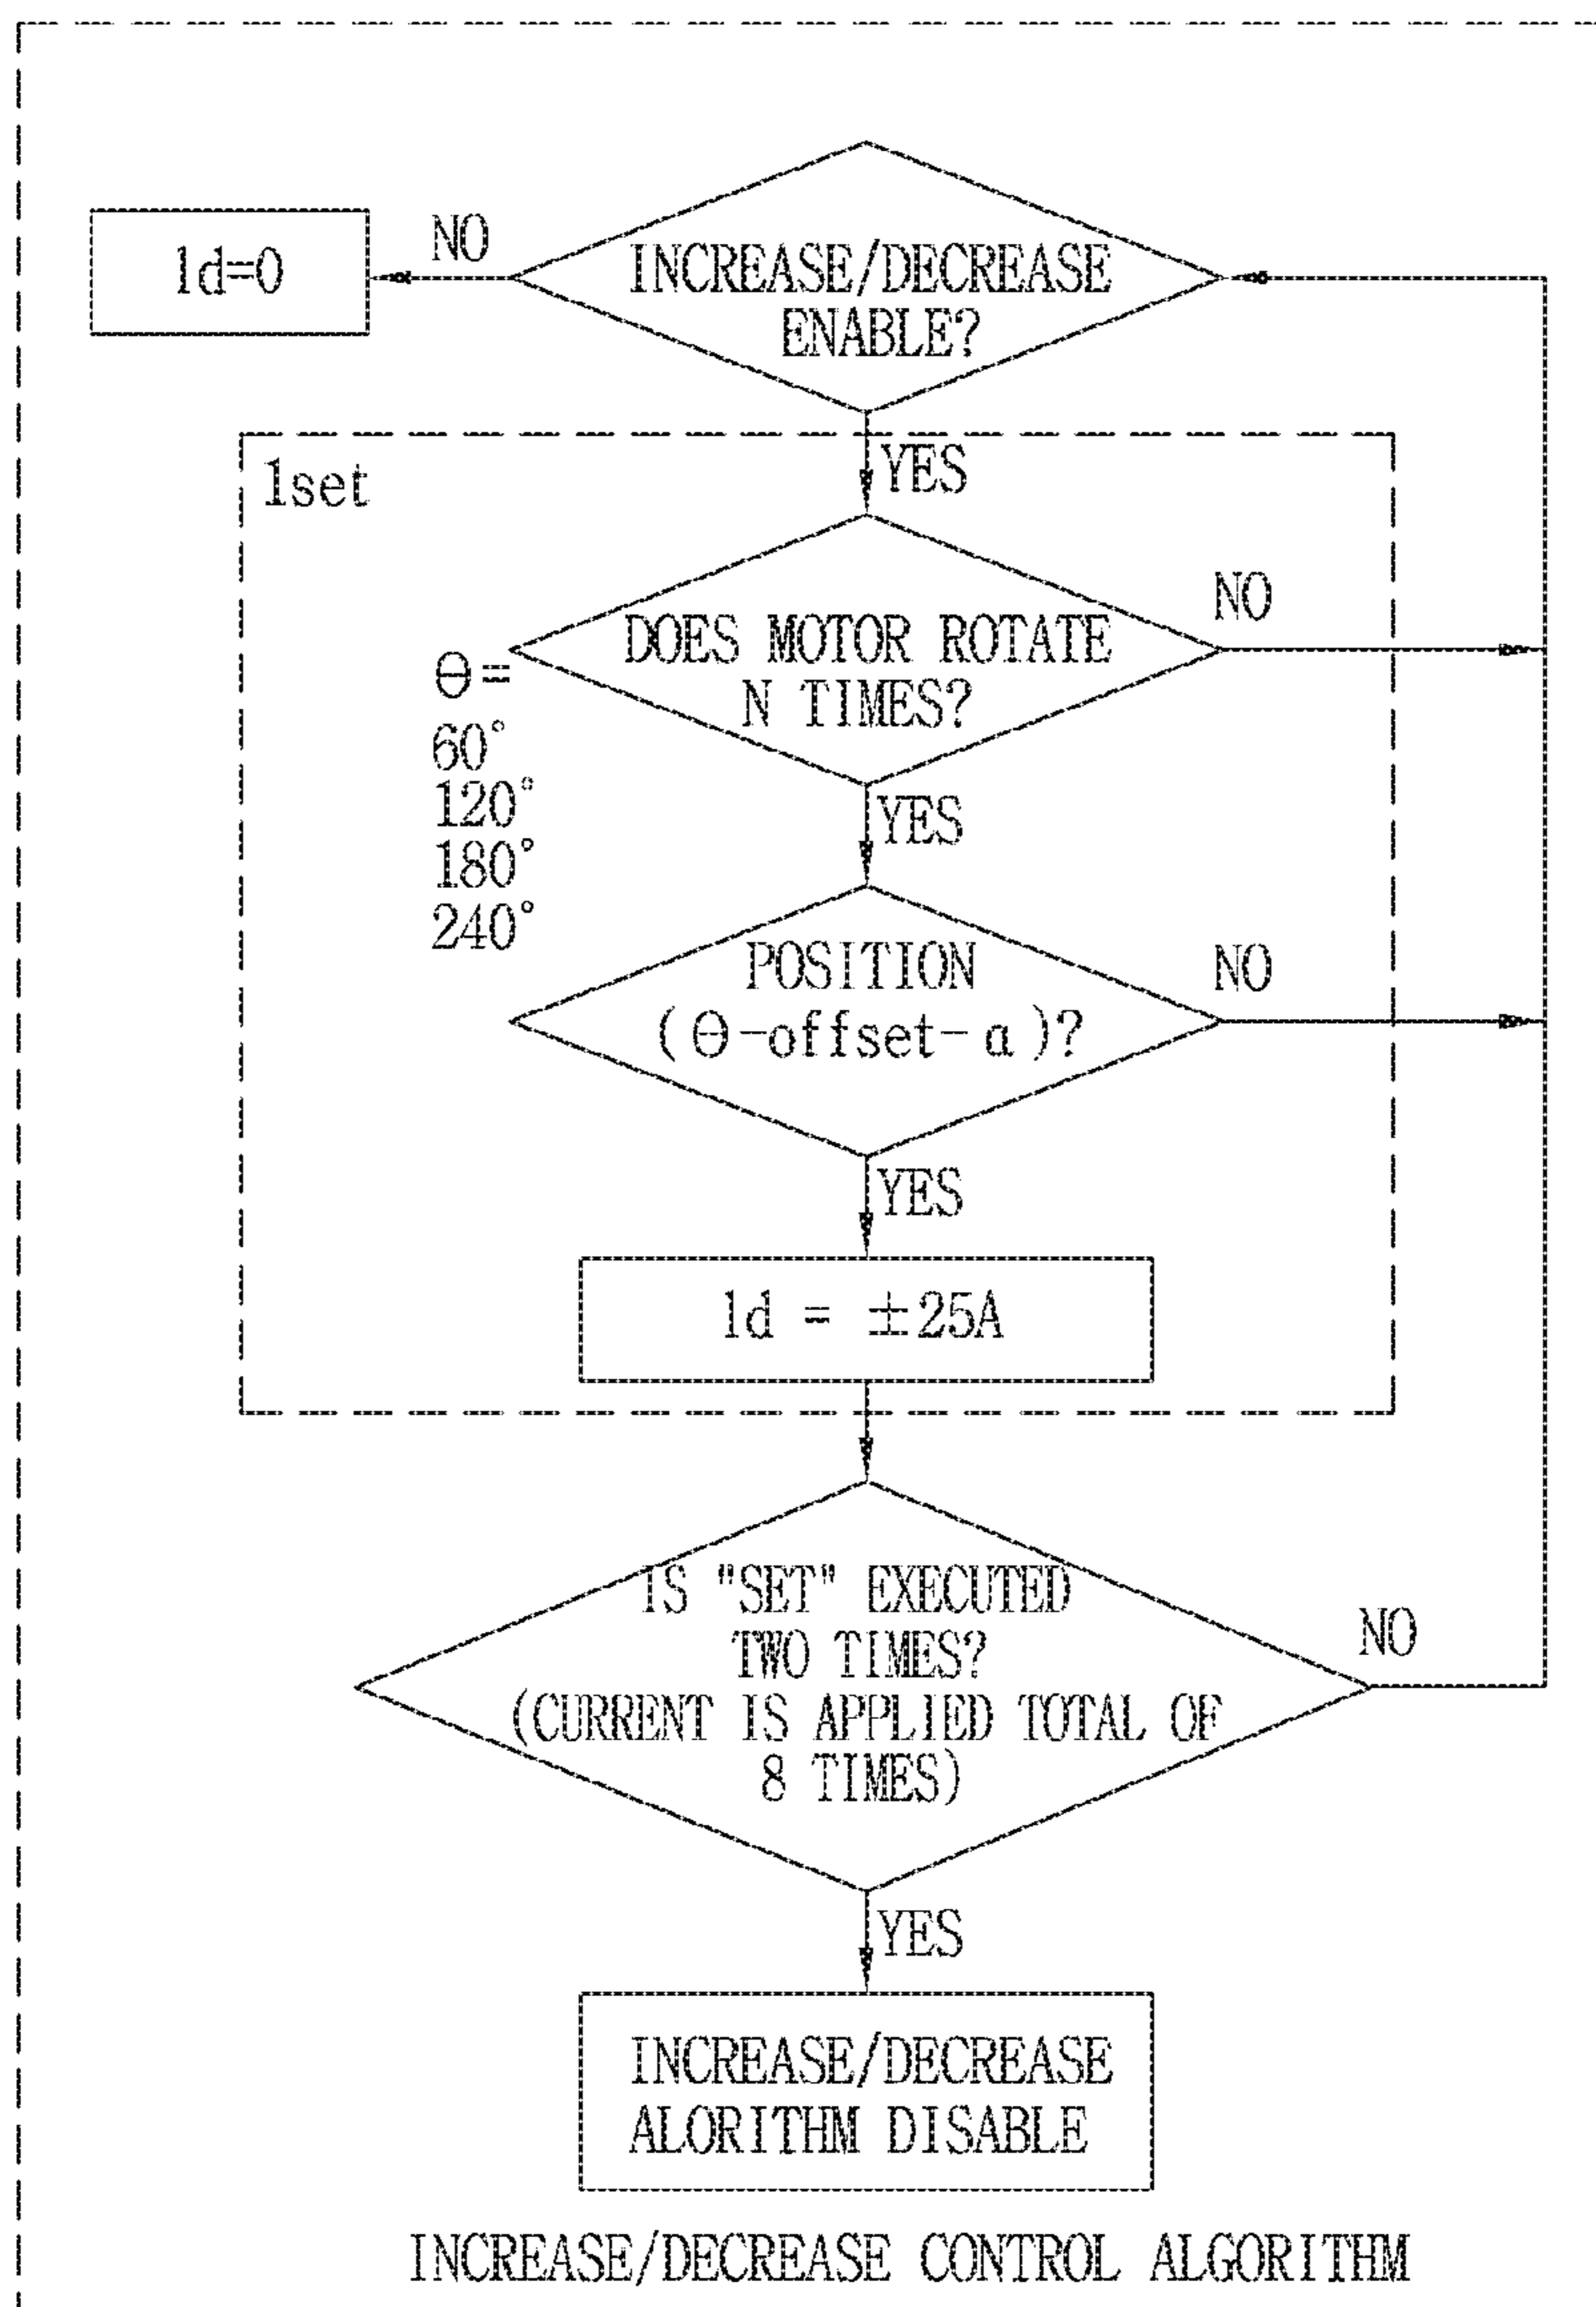 NO
1d=0
INCREASE/DECREASE
ENABLE?
YES
1set
NO
DOES MOTOR ROTATE
N TIMES?
Θ=
60°
120°
180°
240°
YES
POSITION
(Θ-offset-α)?
NO
YES
1d = ±25A
IS "SET" EXECUTED
TWO TIMES?
(CURRENT IS APPLIED TOTAL OF
8 TIMES)
NO
YES
INCREASE/DECREASE
ALORITHM DISABLE
INCREASE/DECREASE CONTROL ALGORITHM